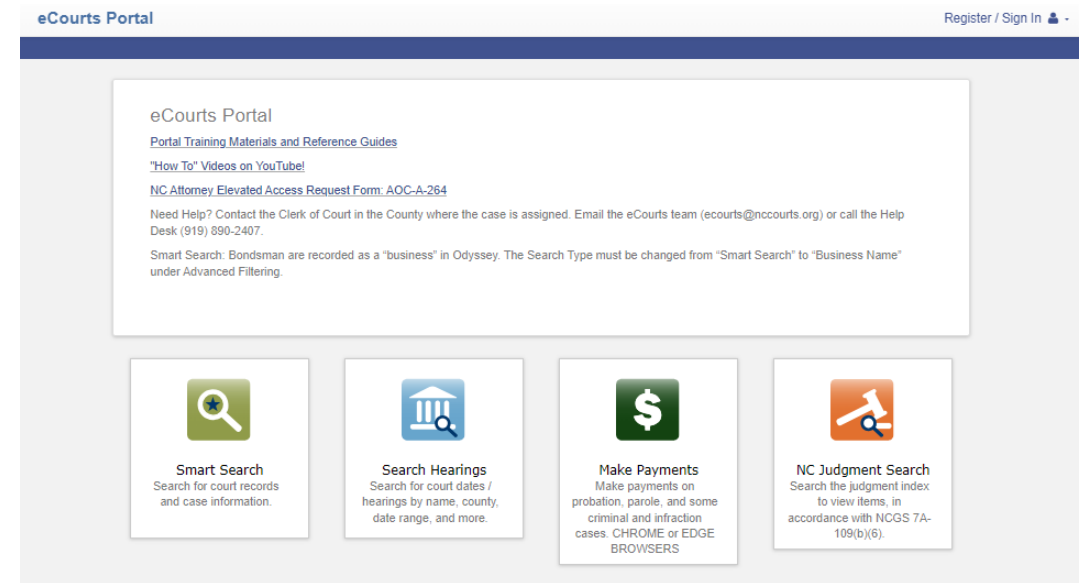 eCourts Portal
Register / Sign In
eCourts Portal
Portal Training Materials and Reference Guides
"How To" Videos on YouTube!
NC Attorney Elevated Access Request Form: AOC-A-264
Need Help? Contact the Clerk of Court in the County where the case is assigned. Email the eCourts team (ecourts@nccourts.org) or call the Help
Desk (919) 890-2407.
Smart Search: Bondsman are recorded as a “business” in Odyssey. The Search Type must be changed from “Smart Search” to “Business Name”
under Advanced Filtering.
Smart Search
Search for court records
and case information.
Search Hearings
Search for court dates /
hearings by name, county,
date range, and more.
$
Make Payments
Make payments on
probation, parole, and some
criminal and infraction
cases. CHROME or EDGE
BROWSERS
NC Judgment Search
Search the judgment index
to view items, in
accordance with NCGS 7A-
109(b)(6).